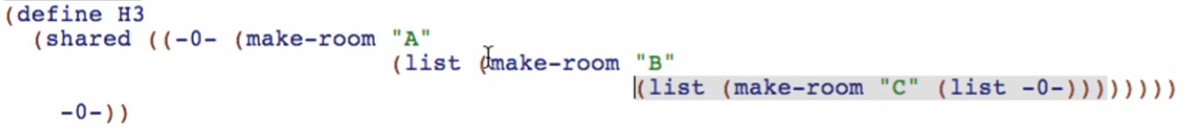 (define H3
(shared ((-0- (make-room "A"
(list (make-room "B"
(list (make-room "C" (list -0-))))))))
-0-))